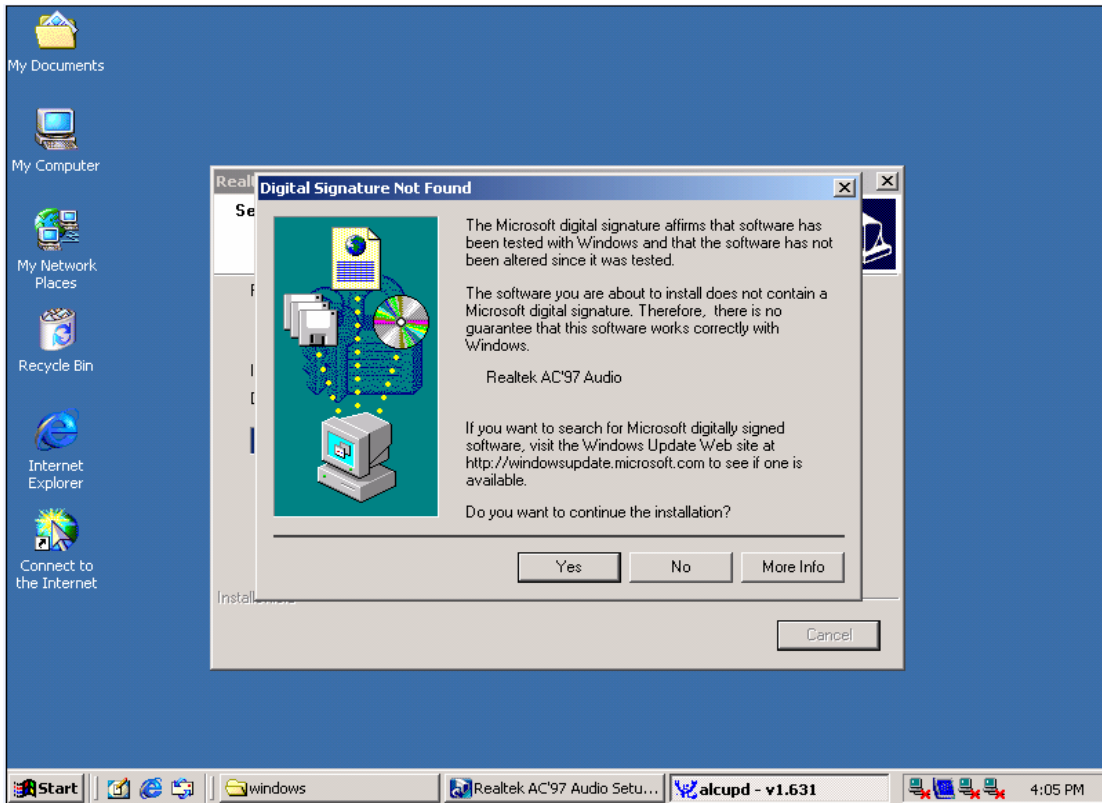 My Documents
My Computer
My Network
Places
Recycle Bin
Internet
Explorer
Connect to
the Internet
Real
Se
Digital Signature Not Found
The Microsoft digital signature affirms that software has
been tested with Windows and that the software has not
been altered since it was tested.
The software you are about to install does not contain a
Microsoft digital signature. Therefore, there is no
guarantee that this software works correctly with
Windows.
Realtek AC'97 Audio
If you want to search for Microsoft digitally signed
software, visit the Windows Update Web site at
http://windowsupdate.microsoft.com to see if one is
available.
Do you want to continue the installation?
Yes
No
More Info
Cancel
Start
windows
Realtek AC'97 Audio Setu...
alcupd - v1.631
4:05 PM